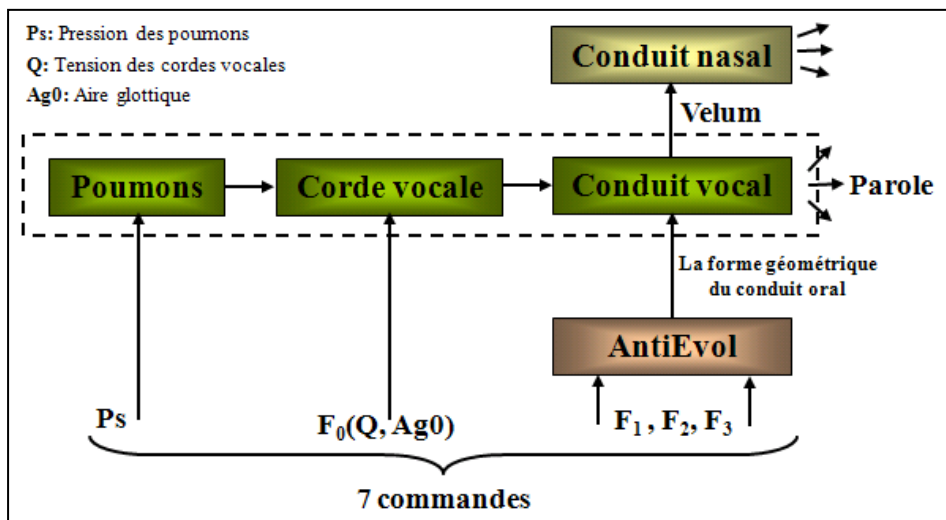 Ps: Pression des poumons
Q: Tension des cordes vocales
Ag0: Aire glottique
Conduit nasal
Velum
Poumons
Corde vocale
Conduit vocal
Parole
La forme géométrique
du conduit oral
AntiEvol
Ps
F₀(Q, Ag0)
F₁ , F₂, F₃
7 commandes